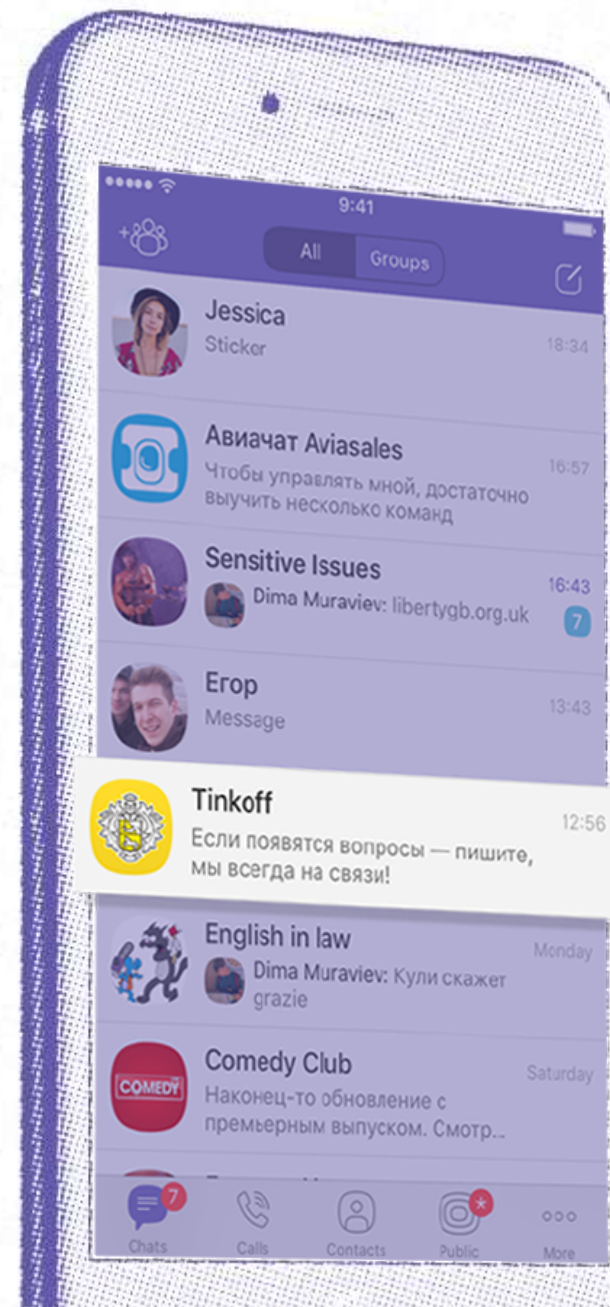 9:41
All
Groups
Jessica
18:34
Sticker
Авиачат Aviasales
16:57
Чтобы управлять мной, достаточно
выучить несколько команд
Sensitive Issues
16:43
Dima Muraviev: libertygb.org.uk
7
Егор
13:43
Message
Tinkoff
12:56
Если появятся вопросы — пишите,
мы всегда на связи!
English in law
Monday
Dima Muraviev: Кули скажет
grazie
Comedy Club
Saturday
COMEDY
Наконец-то обновление с
премьерным выпуском. Смотр...
7
*
Chats
Calls
Contacts
Public
More